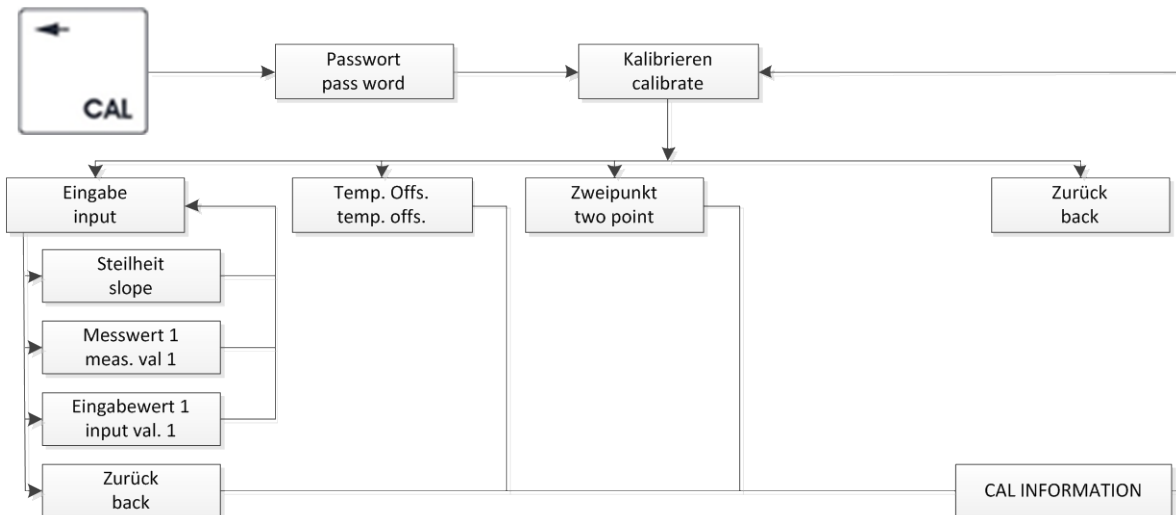 CAL
Passwort
pass word
Kalibrieren
calibrate
Eingabe
input
Temp. Offs.
temp. offs.
Zweipunkt
two point
Zurück
back
Steilheit
slope
Messwert 1
meas. val 1
Eingabewert 1
input val. 1
Zurück
back
CAL INFORMATION